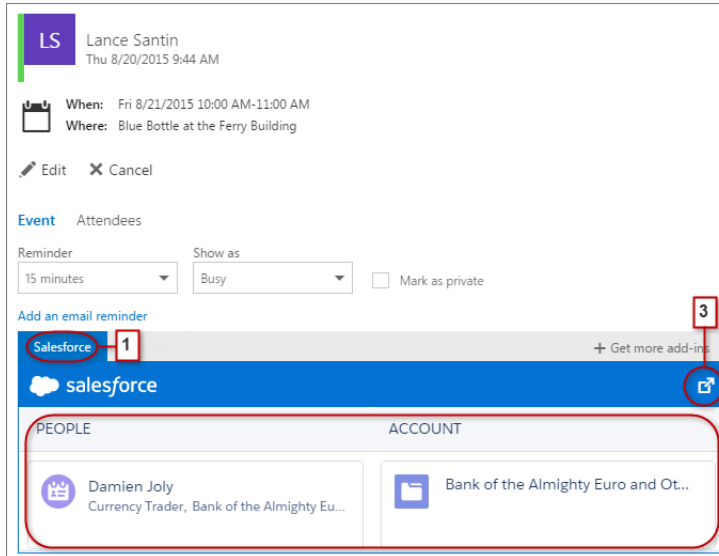 LS
Lance Santin
Thu 8/20/2015 9:44 AM
When: Fri 8/21/2015 10:00 AM-11:00 AM
Where: Blue Bottle at the Ferry Building
Edit Cancel
Event Attendees
Reminder Show as
15 minutes Busy Mark as private
Add an email reminder
3
Salesforce 1 + Get more add-ins
salesforce
PEOPLE ACCOUNT
Damien Joly Bank of the Almighty Euro and Ot...
Currency Trader, Bank of the Almighty Eu...